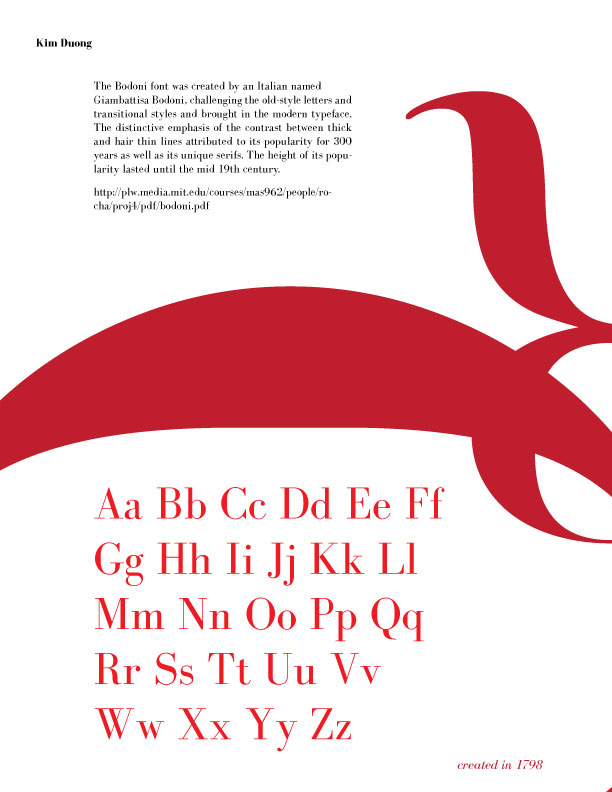 Kim Duong
The Bodoni font was created by an Italian named
Giambattisa Bodoni, challenging the old-style letters and
transitional styles and brought in the modern typeface.
The distinctive emphasis of the contrast between thick
and hair thin lines attributed to its popularity for 300
years as well as its unique serifs. The height of its popu-
larity lasted until the mid 19th century.
http://plw.media.mit.edu/courses/mas962/people/ro-
cha/proj4/pdf/bodoni.pdf
Aa Bb Cc Dd Ee Ff
Gg Hh Ii Jj Kk Ll
Mm Nn Oo Pp Qq
Rr Ss Tt Uu Vv
Ww Xx Yy Zz
created in 1798